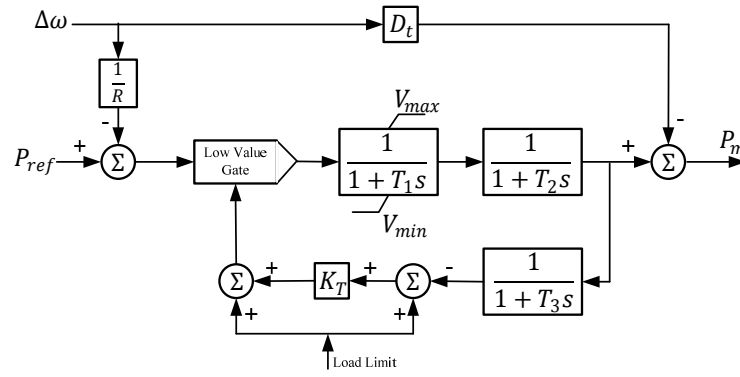 Δω
D_t
1
R
-
-
V_max
P_ref
+
Σ
Low Value
Gate
1
1 + T_1 s
1
1 + T_2 s
+
Σ
P_m
V_min
+
Σ
K_T
+
Σ
-
1
1 + T_3 s
+
+
Load Limit